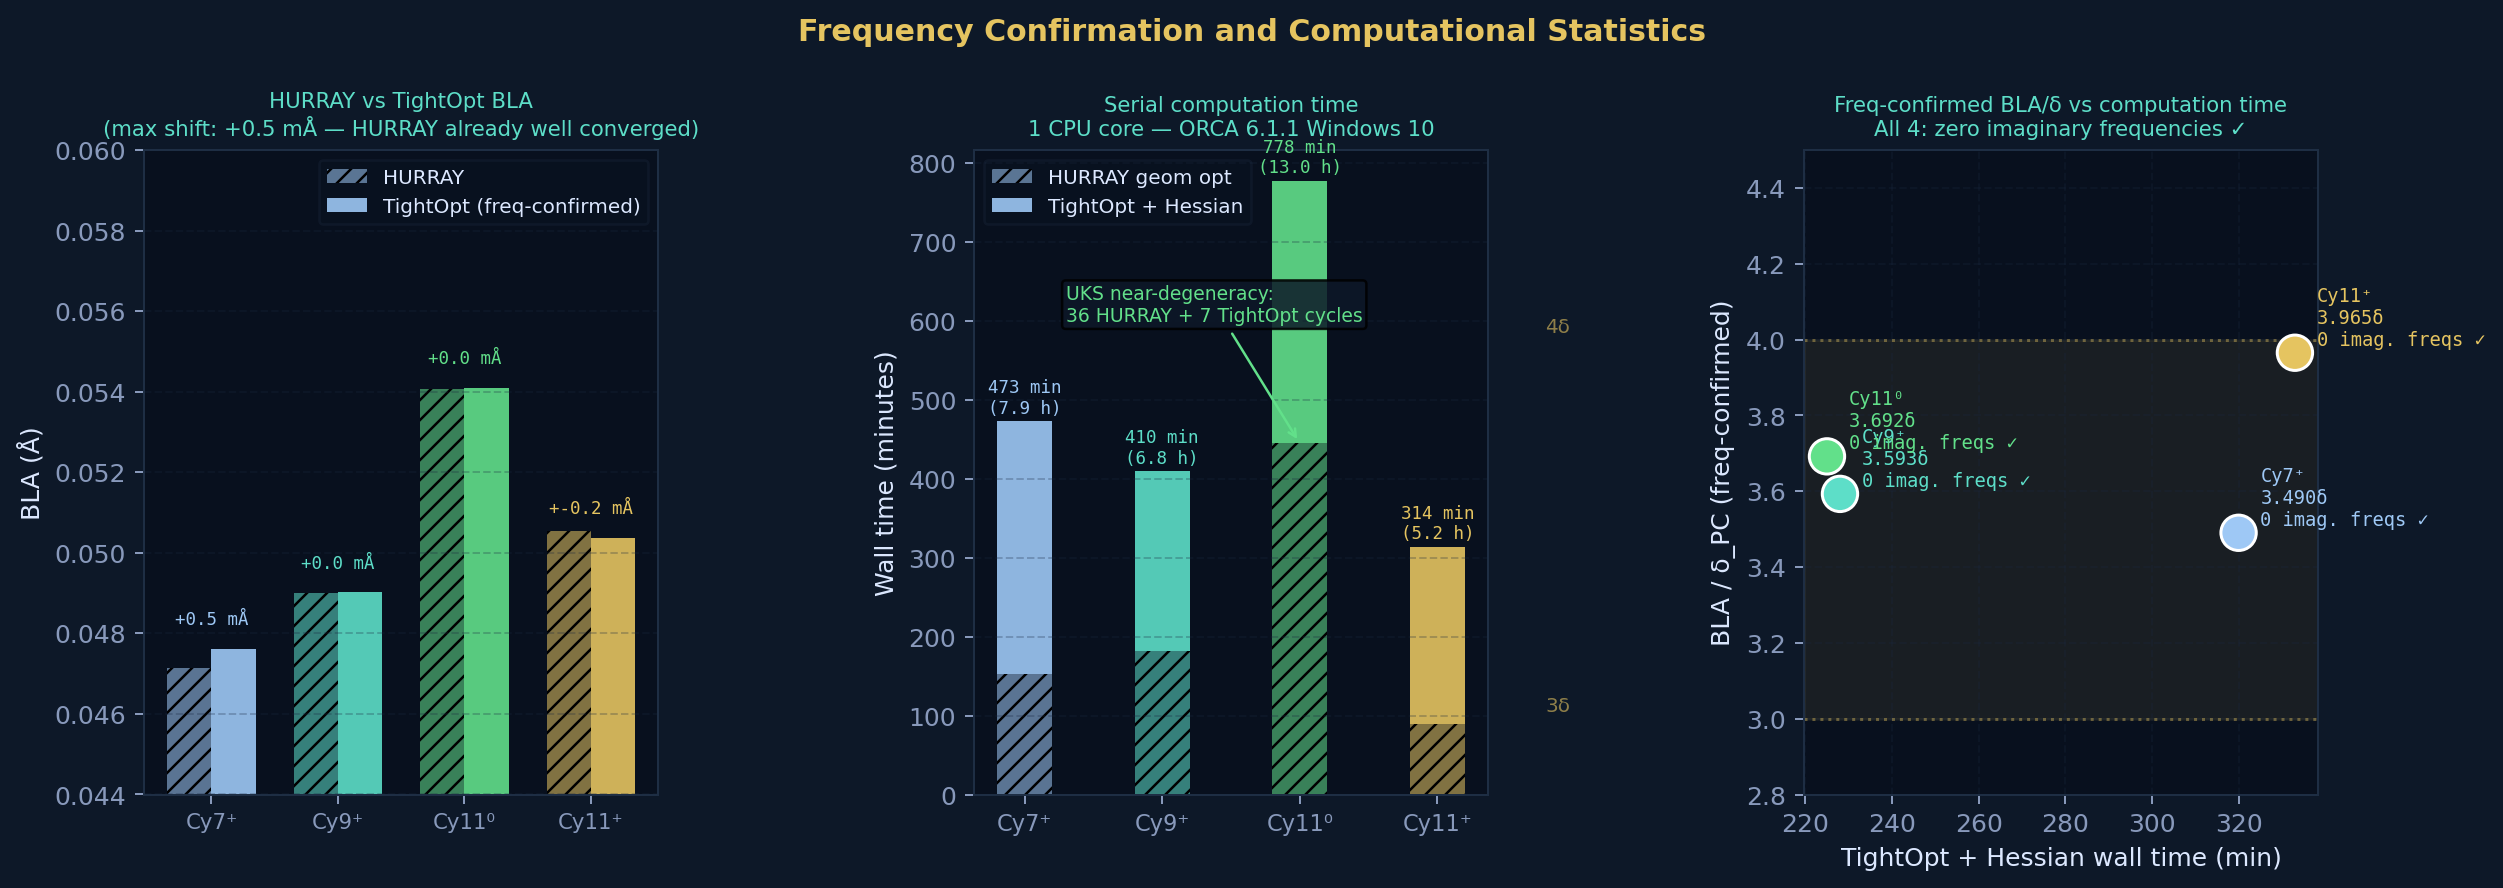 Frequency Confirmation and Computational Statistics
HURRAY vs TightOpt BLA
(max shift: +0.5 mÅ — HURRAY already well converged)
BLA (Å)
0.060
0.058
0.056
0.054
0.052
0.050
0.048
0.046
0.044
HURRAY
TightOpt (freq-confirmed)
+0.5 mÅ
+0.0 mÅ
+0.0 mÅ
+-0.2 mÅ
Cy7⁺
Cy9⁺
Cy11⁰
Cy11⁺
Serial computation time
1 CPU core — ORCA 6.1.1 Windows 10
Wall time (minutes)
800
700
600
500
400
300
200
100
0
HURRAY geom opt
TightOpt + Hessian
778 min
(13.0 h)
UKS near-degeneracy:
36 HURRAY + 7 TightOpt cycles
473 min
(7.9 h)
410 min
(6.8 h)
314 min
(5.2 h)
Cy7⁺
Cy9⁺
Cy11⁰
Cy11⁺
4δ
3δ
Freq-confirmed BLA/δ vs computation time
All 4: zero imaginary frequencies ✓
BLA / δ_PC (freq-confirmed)
4.4
4.2
4.0
3.8
3.6
3.4
3.2
3.0
2.8
Cy11⁺
3.965δ
0 imag. freqs ✓
Cy11⁰
3.692δ
0 imag. freqs ✓
Cy9⁺
3.593δ
0 imag. freqs ✓
Cy7⁺
3.490δ
0 imag. freqs ✓
220
240
260
280
300
320
TightOpt + Hessian wall time (min)